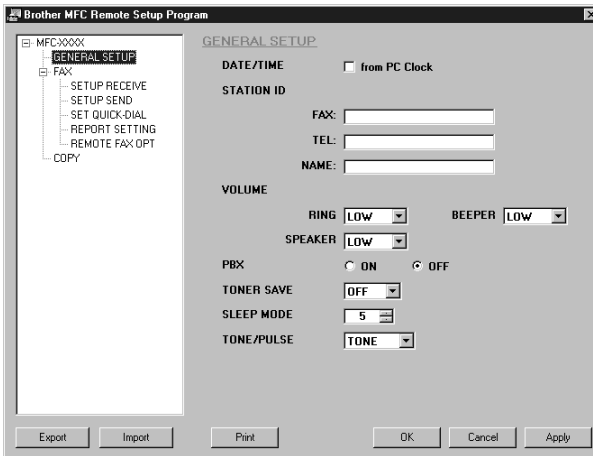 Brother MFC Remote Setup Program
MFC-XXXX
GENERAL SETUP
FAX
SETUP RECEIVE
SETUP SEND
SET QUICK-DIAL
REPORT SETTING
REMOTE FAX OPT
COPY
GENERAL SETUP
DATE/TIME from PC Clock
STATION ID
FAX:
TEL:
NAME:
VOLUME
RING LOW BEEPER LOW
SPEAKER LOW
PBX ON OFF
TONER SAVE OFF
SLEEP MODE 5
TONE/PULSE TONE
Export Import Print OK Cancel Apply